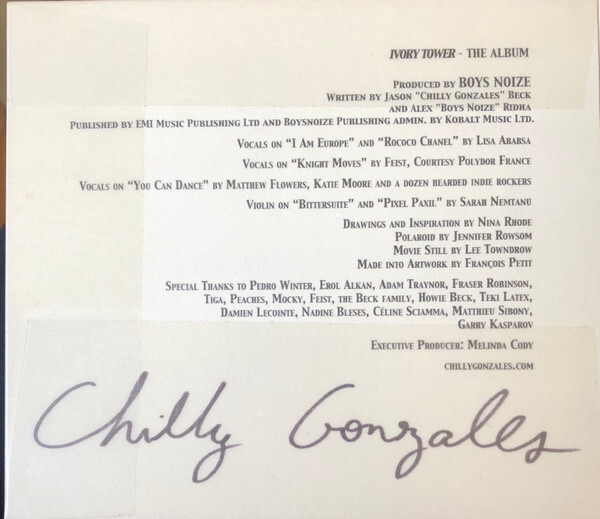 IVORY TOWER - THE ALBUM
PRODUCED BY BOYS NOIZE
WRITTEN BY JASON "CHILLY GONZALES" BECK
AND ALEX "BOYS NOIZE" RIDHA
PUBLISHED BY EMI MUSIC PUBLISHING LTD AND BOYSNOIZE PUBLISHING ADMIN. BY KOBALT MUSIC LTD.
VOCALS ON "I AM EUROPE" AND "ROCOCO CHANEL" BY LISA ABABSA
VOCALS ON "KNIGHT MOVES" BY FEIST, COURTESY POLYDOR FRANCE
VOCALS ON "YOU CAN DANCE" BY MATTHEW FLOWERS, KATIE MOORE AND A DOZEN BEARDED INDIE ROCKERS
VIOLIN ON "BITTERSUITE" AND "PIXEL PAXIL" BY SARAH NEMTANU
DRAWINGS AND INSPIRATION BY NINA RHODE
POLAROID BY JENNIFER ROWSOM
MOVIE STILL BY LEE TOWNDROW
MADE INTO ARTWORK BY FRANÇOIS PETIT
SPECIAL THANKS TO PEDRO WINTER, EROL ALKAN, ADAM TRAYNOR, FRASER ROBINSON,
TIGA, PEACHES, MOCKY, FEIST, THE BECK FAMILY, HOWIE BECK, TEKI LATEX,
DAMIEN LECOINTE, NADINE BLESES, CÉLINE SCIAMMA, MATTHIEU SIBONY,
GARRY KASPAROV
EXECUTIVE PRODUCER: MELINDA CODY
CHILLYGONZALES.COM
Chilly Gonzales